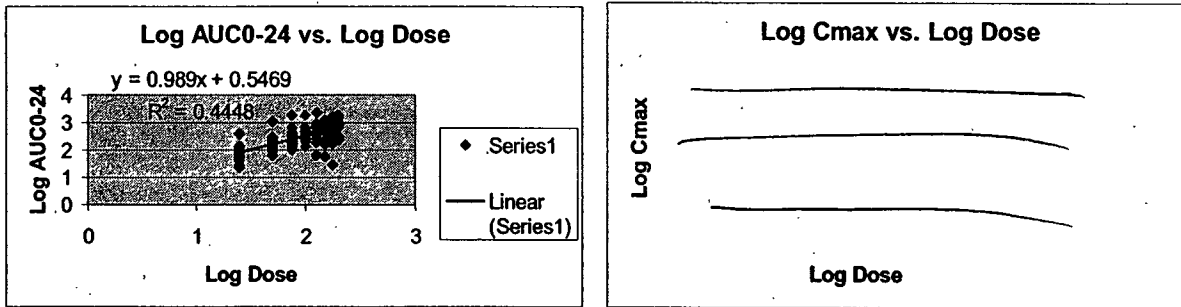 Log AUC0-24 vs. Log Dose
y = 0.989x + 0.5469
R² = 0.4448
Log AUC0-24
4
3
2
1
0
0 1 2 3
Log Dose
Series1
Linear
(Series1)
Log Cmax vs. Log Dose
Log Cmax
Log Dose